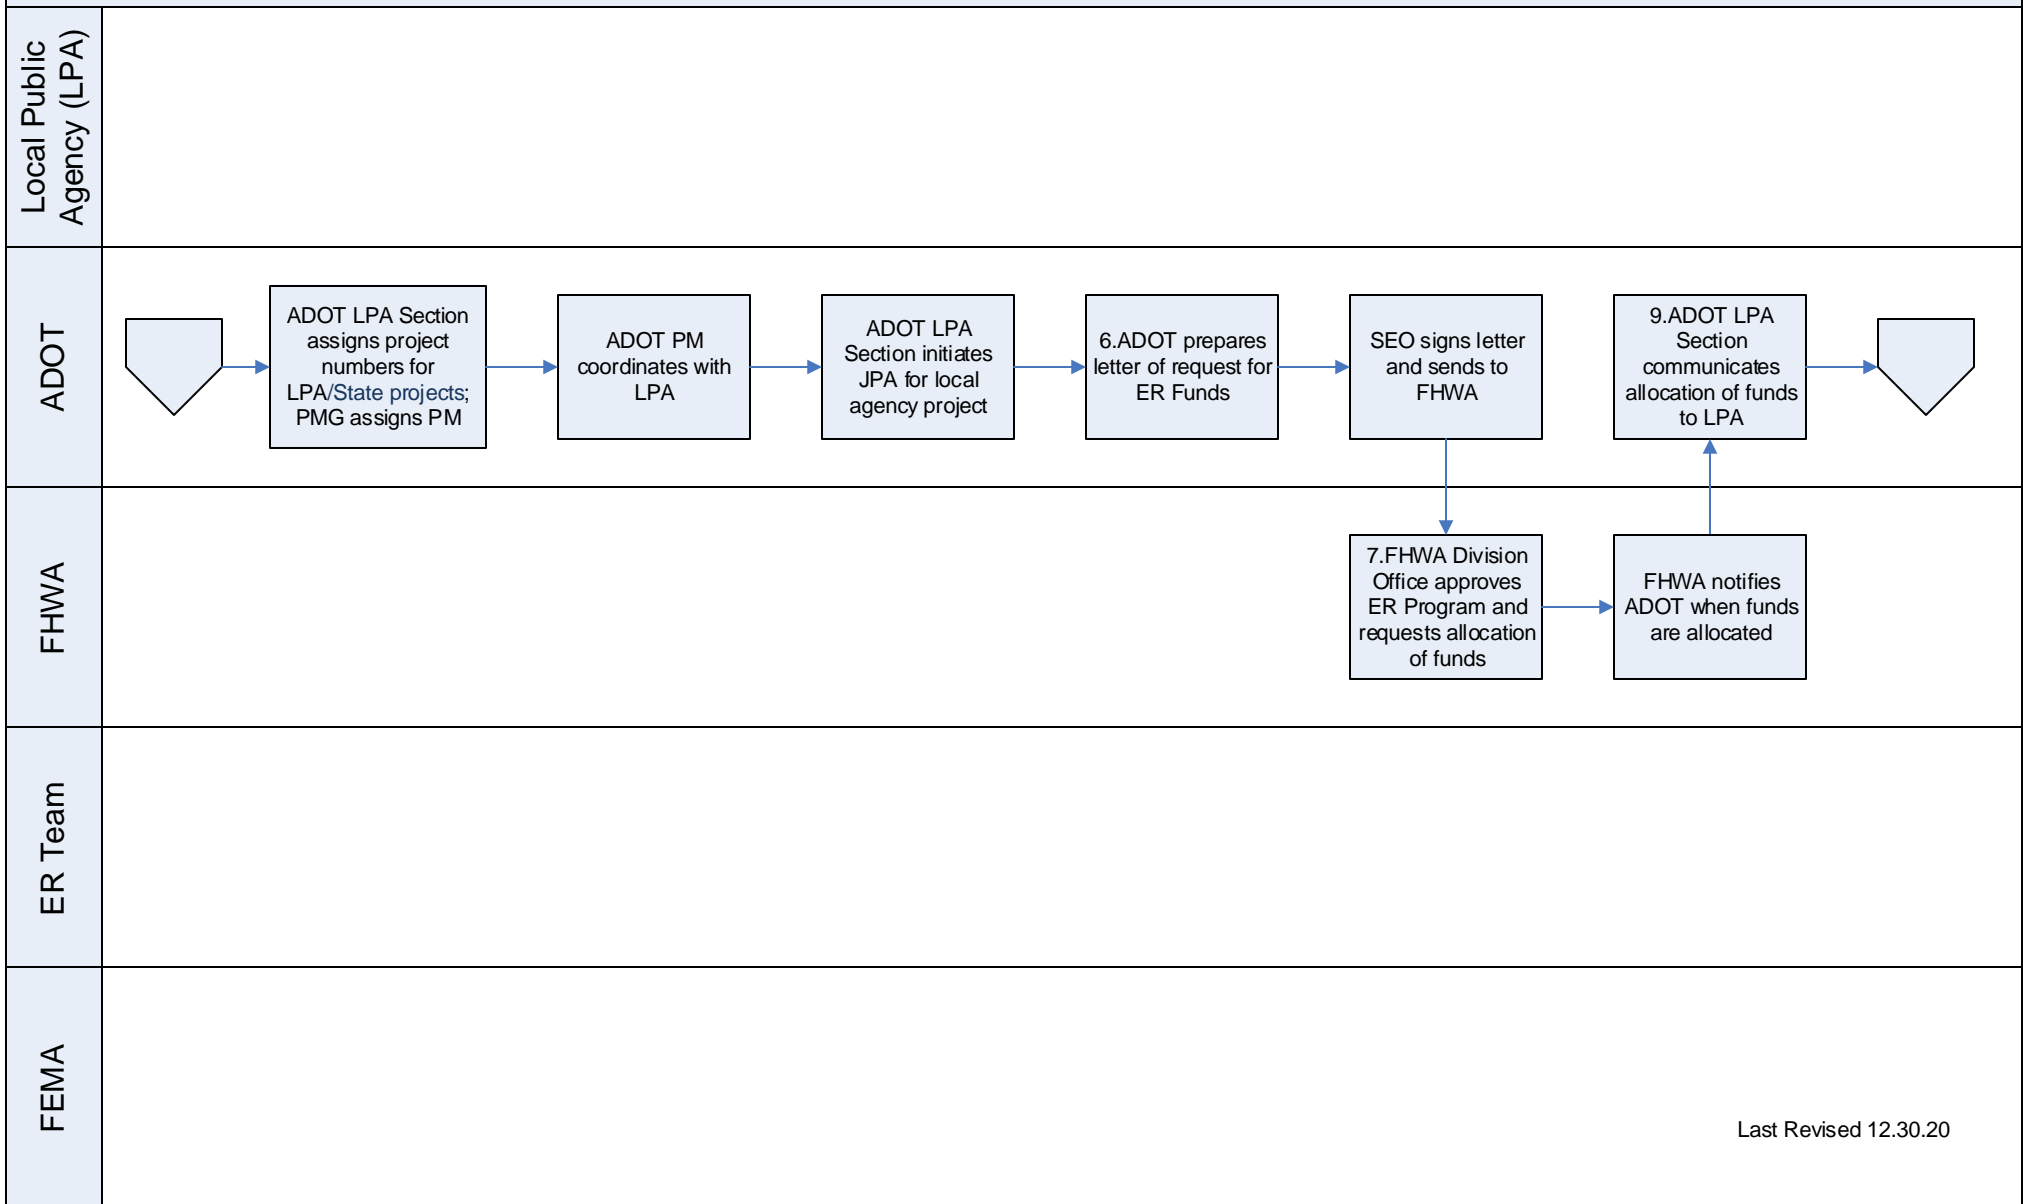 Local Public
Agency (LPA)
ADOT
ADOT LPA Section
assigns project
numbers for
LPA/State projects;
PMG assigns PM
ADOT PM
coordinates with
LPA
ADOT LPA
Section initiates
JPA for local
agency project
6.ADOT prepares
letter of request for
ER Funds
SEO signs letter
and sends to
FHWA
9.ADOT LPA
Section
communicates
allocation of funds
to LPA
FHWA
7.FHWA Division
Office approves
ER Program and
requests allocation
of funds
FHWA notifies
ADOT when funds
are allocated
ER Team
FEMA
Last Revised 12.30.20